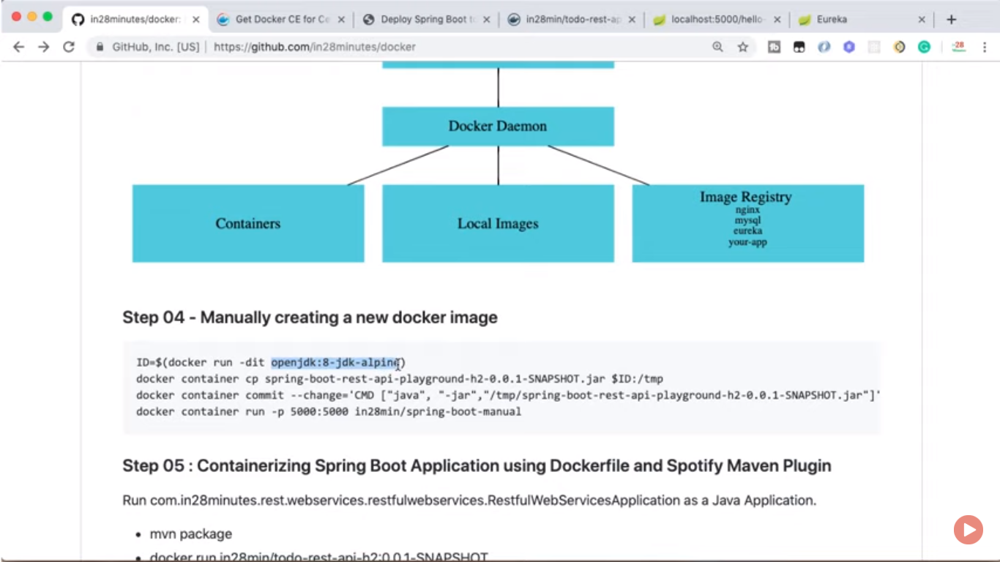 in28minutes/docker:
Get Docker CE for Ce
Deploy Spring Boot to
in28min/todo-rest-ap
localhost:5000/hello-
Eureka
GitHub, Inc. [US] | https://github.com/in28minutes/docker
-28
Docker Daemon
Containers
Local Images
Image Registry
nginx
mysql
eureka
your-app
Step 04 - Manually creating a new docker image
ID=$(docker run -dit openjdk:8-jdk-alpine)
docker container cp spring-boot-rest-api-playground-h2-0.0.1-SNAPSHOT.jar $ID:/tmp
docker container commit --change='CMD ["java", "-jar","/tmp/spring-boot-rest-api-playground-h2-0.0.1-SNAPSHOT.jar"]'
docker container run -p 5000:5000 in28min/spring-boot-manual
Step 05 : Containerizing Spring Boot Application using Dockerfile and Spotify Maven Plugin
Run com.in28minutes.rest.webservices.restfulwebservices.RestfulWebServicesApplication as a Java Application.
• mvn package
• docker run in28min/todo-rest-api-h2:0.0.1-SNAPSHOT